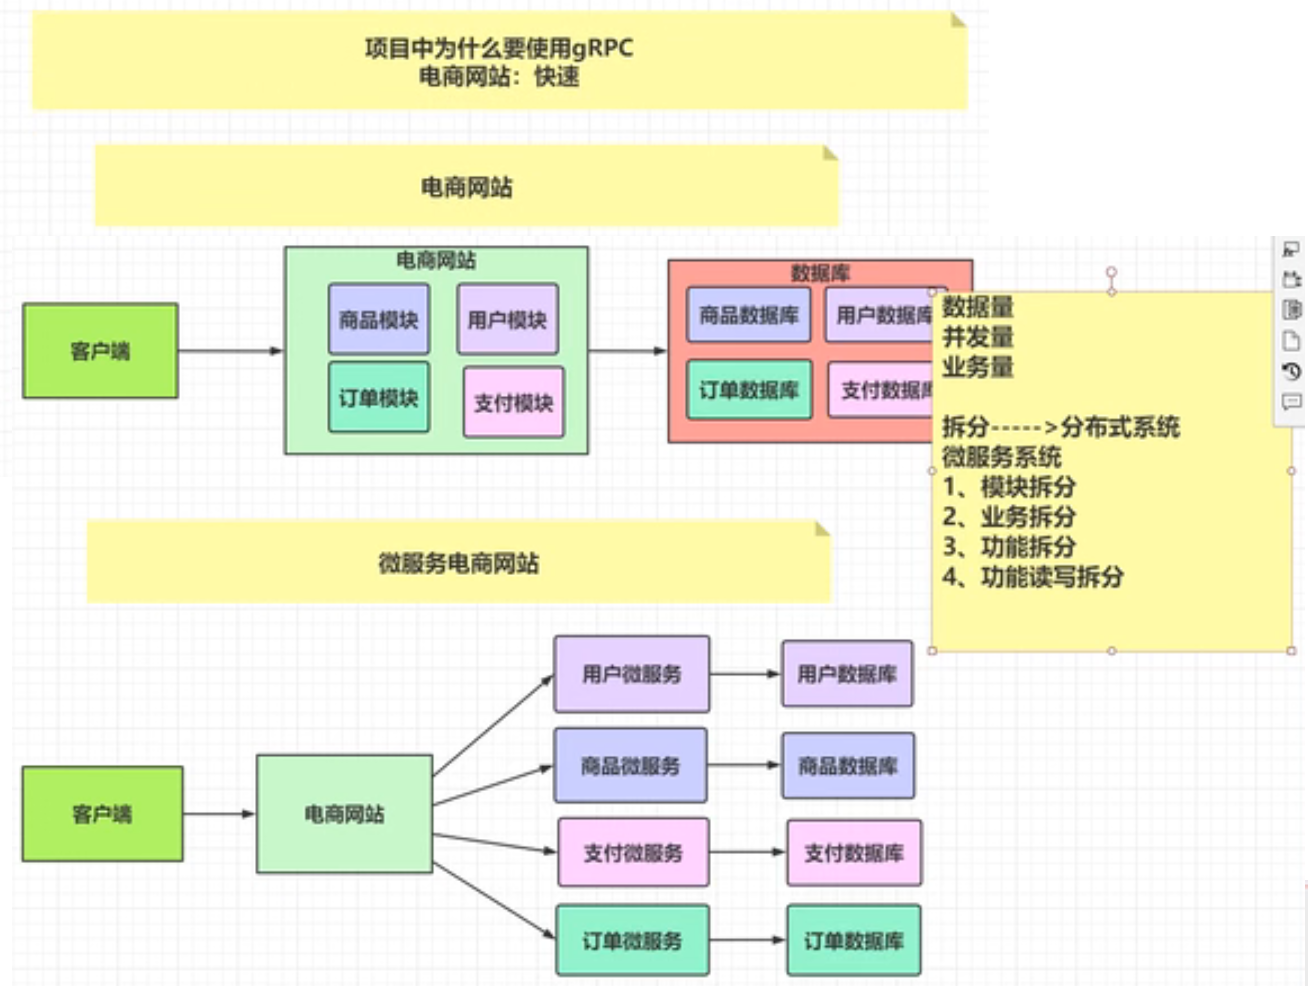 项目中为什么要使用gRPC
电商网站：快速
电商网站
电商网站
商品模块
用户模块
订单模块
支付模块
客户端
数据库
商品数据库
用户数据库
订单数据库
支付数据库
数据量
并发量
业务量
拆分----->分布式系统
微服务系统
1、模块拆分
2、业务拆分
3、功能拆分
4、功能读写拆分
微服务电商网站
客户端
电商网站
用户微服务
用户数据库
商品微服务
商品数据库
支付微服务
支付数据库
订单微服务
订单数据库